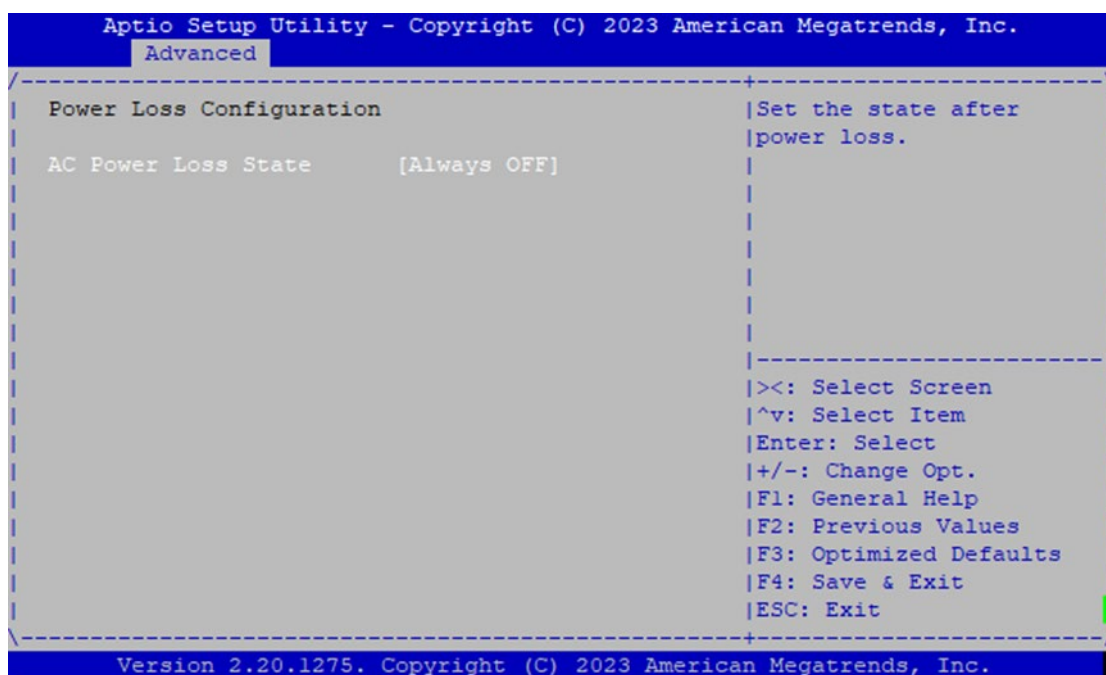 Aptio Setup Utility - Copyright (C) 2023 American Megatrends, Inc.
Advanced
Power Loss Configuration
AC Power Loss State [Always OFF]
Set the state after
power loss.
><: Select Screen
^v: Select Item
Enter: Select
+/-: Change Opt.
F1: General Help
F2: Previous Values
F3: Optimized Defaults
F4: Save & Exit
ESC: Exit
Version 2.20.1275. Copyright (C) 2023 American Megatrends, Inc.